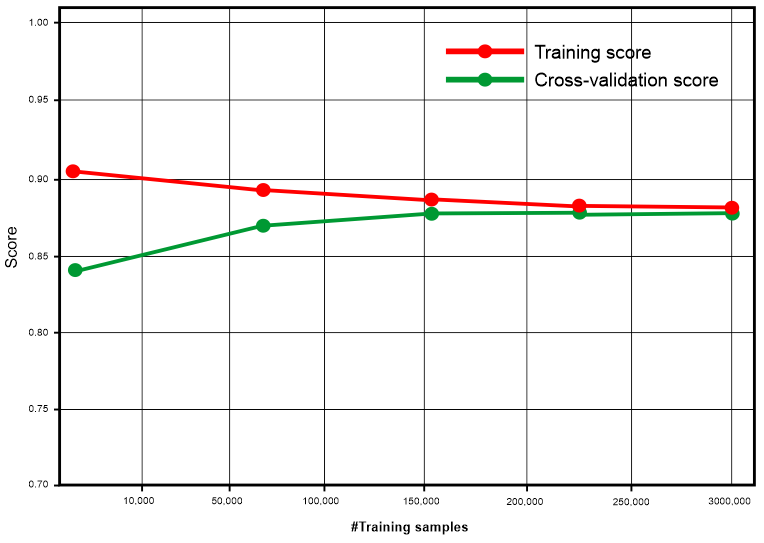 1.00
Training score
Cross-validation score
0.95
0.90
0.85
Score
0.80
0.75
0.70
10,000 50,000 100,000 150,000 200,000 250,000 3000,000
#Training samples